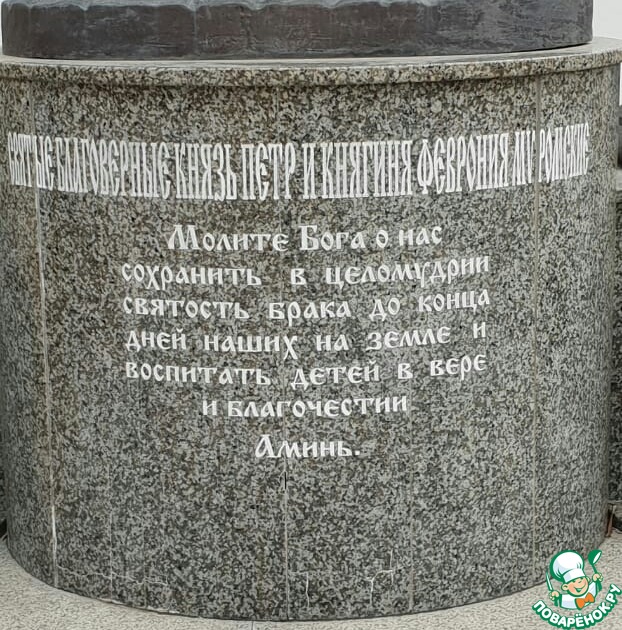 СВЯТЫЕ БЛАГОВЕРНЫЕ КНЯЗЬ ПЕТР И КНЯГИНЯ ФЕВРОНИЯ МУРОМСКИЕ
Молите Бога о нас
сохранить в целомудрии
святость брака до конца
дней наших на земле и
воспитать детей в вере
и благочестии
Аминь.
ПОВАРЁНОК.РУ